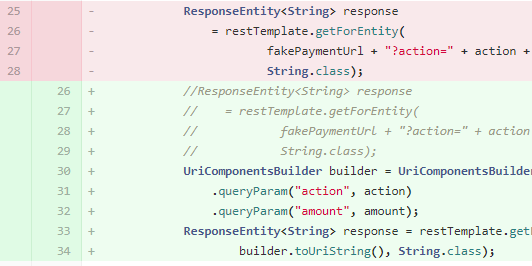 25 - ResponseEntity<String> response
26 - = restTemplate.getForEntity(
27 - fakePaymentUrl + "?action=" + action +
28 - String.class);
26 + //ResponseEntity<String> response
27 + // = restTemplate.getForEntity(
28 + // fakePaymentUrl + "?action=" + action
29 + // String.class);
30 + UriComponentsBuilder builder = UriComponentsBuilder
31 + .queryParam("action", action)
32 + .queryParam("amount", amount);
33 + ResponseEntity<String> response = restTemplate.get
34 + builder.toUriString(), String.class);